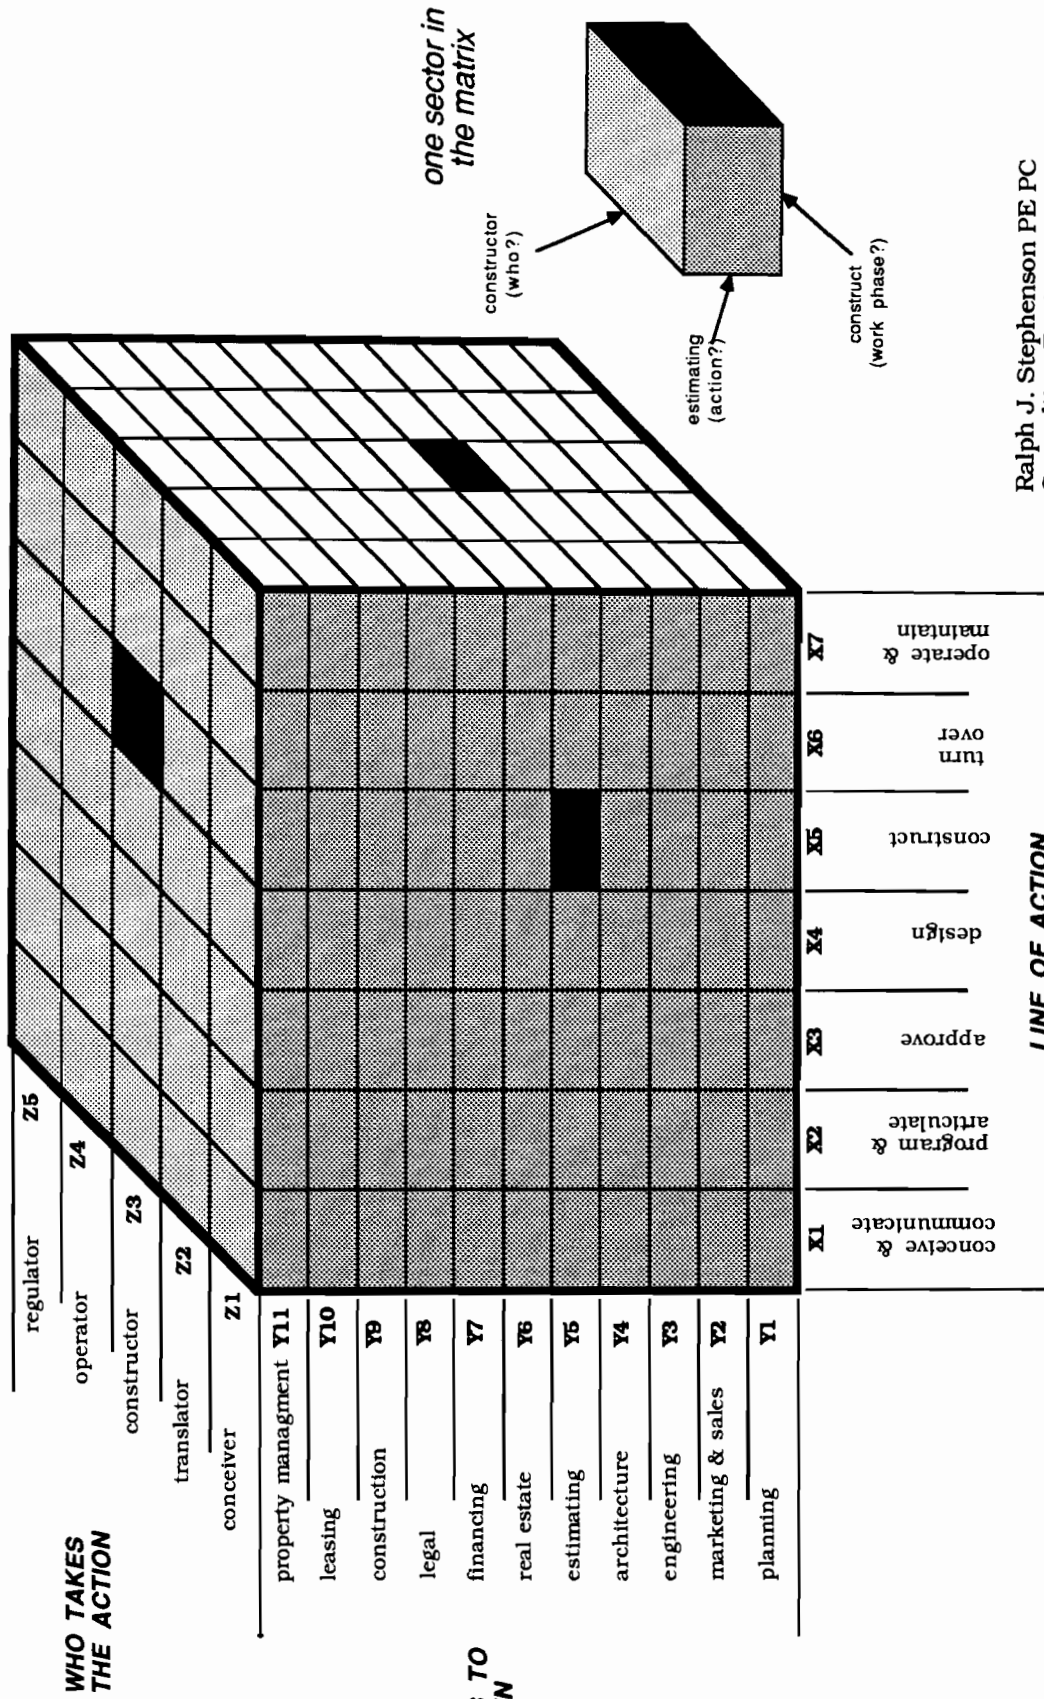 WHO TAKES
THE ACTION
regulator
Z5
operator
Z4
constructor
Z3
translator
Z2
conceiver
Z1
property managment Y11
leasing Y10
construction Y9
legal Y8
financing Y7
real estate Y6
estimating Y5
architecture Y4
engineering Y3
marketing & sales Y2
planning Y1
TO
X1
X2
X3
X4
X5
X6
X7
conceive &
communicate
program &
articulate
approve
design
construct
turn
over
operate &
maintain
LINE OF ACTION
one sector in
the matrix
constructor
(who?)
estimating
(action?)
construct
(work phase?)
Ralph J. Stephenson PE PC